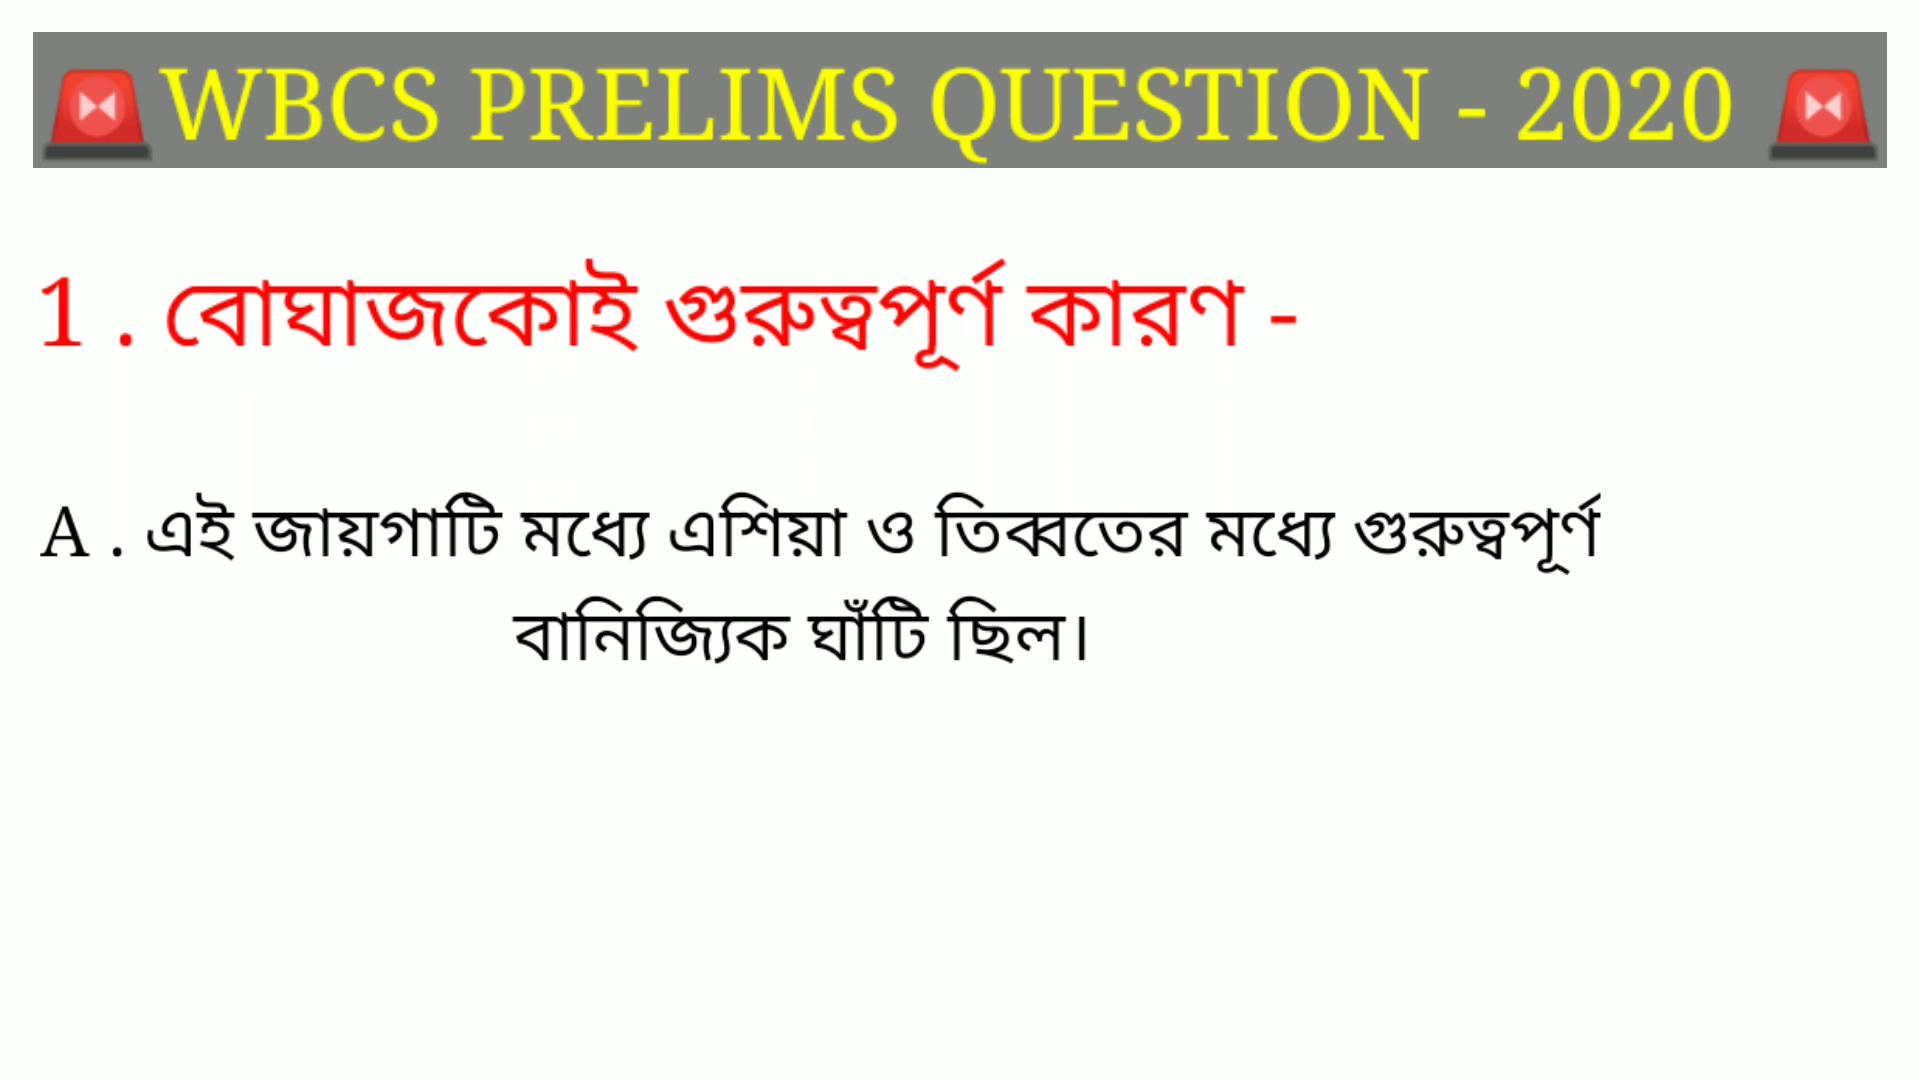 WBCS PRELIMS QUESTION - 2020
1 . বোঘাজকোই গুরুত্বপূর্ণ কারণ -
A . এই জায়গাটি মধ্যে এশিয়া ও তিব্বতের মধ্যে গুরুত্বপূর্ণ
বানিজ্যিক ঘাঁটি ছিল।